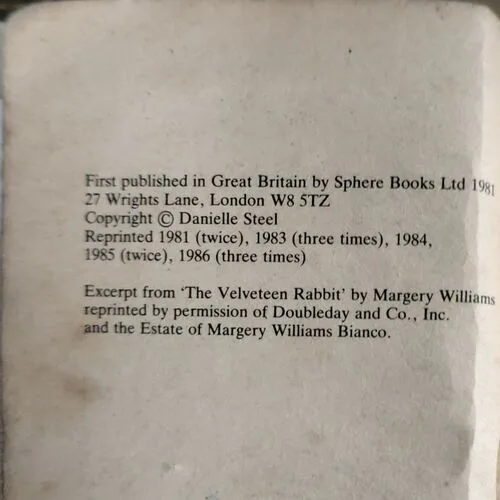 First published in Great Britain by Sphere Books Ltd 1981
27 Wrights Lane, London W8 5TZ
Copyright © Danielle Steel
Reprinted 1981 (twice), 1983 (three times), 1984,
1985 (twice), 1986 (three times)
Excerpt from ‘The Velveteen Rabbit’ by Margery Williams
reprinted by permission of Doubleday and Co., Inc.
and the Estate of Margery Williams Bianco.